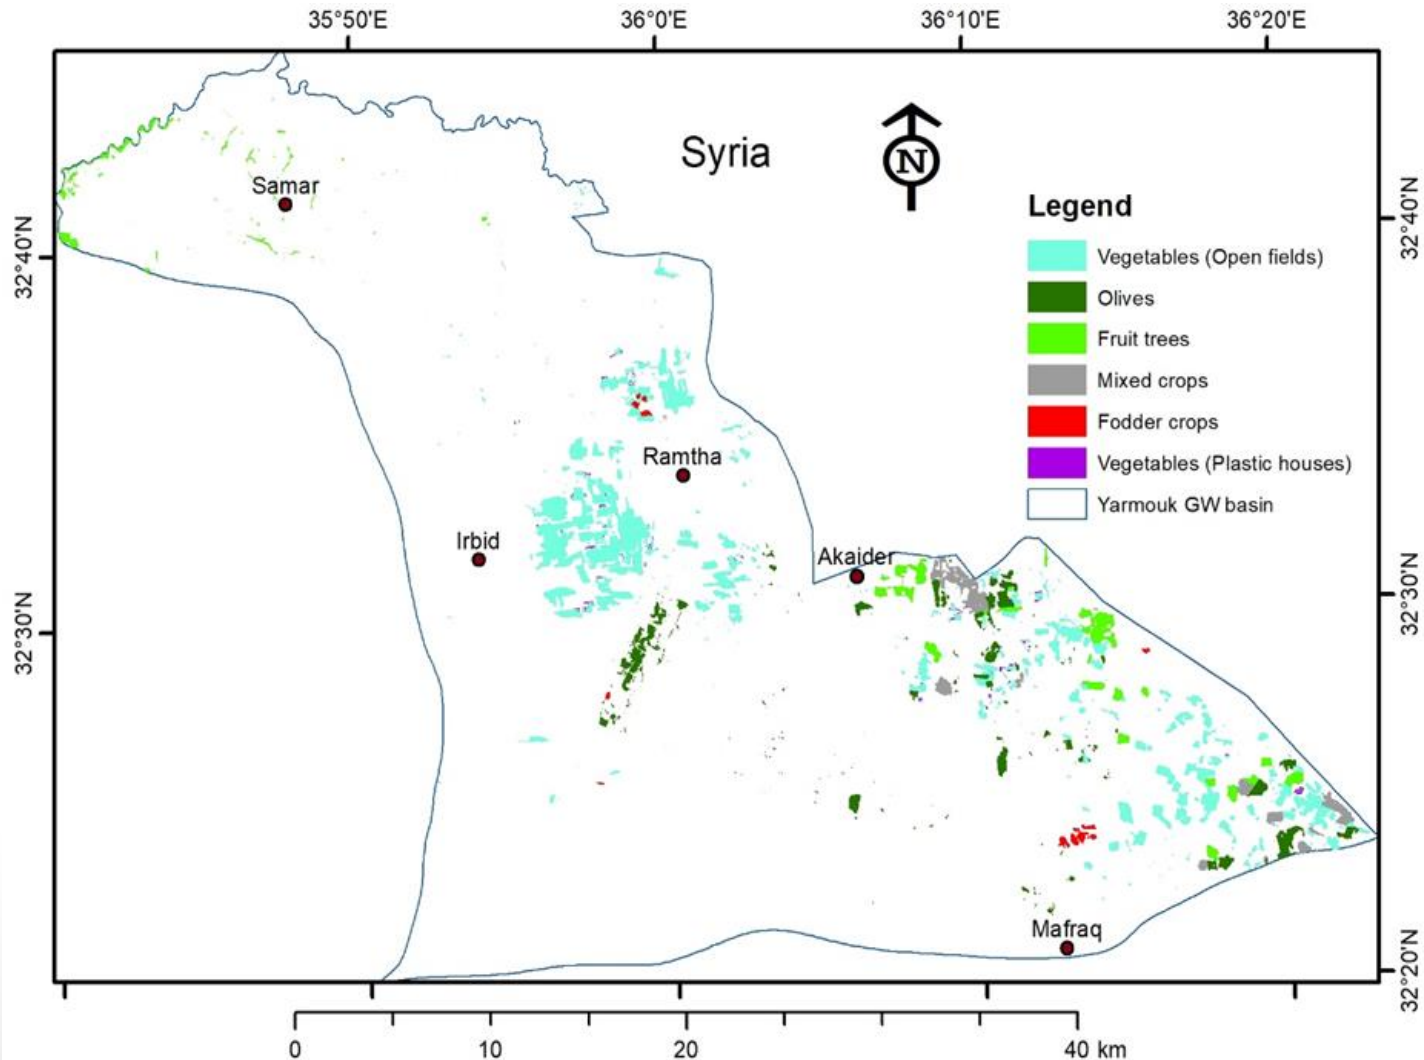 35°50'E 36°0'E 36°10'E 36°20'E
Syria
N
Samar
32°40'N
32°40'N
Legend
Vegetables (Open fields)
Olives
Fruit trees
Mixed crops
Fodder crops
Vegetables (Plastic houses)
Yarmouk GW basin
Ramtha
Irbid
Akaider
32°30'N
32°30'N
Mafraq
32°20'N
0 10 20 40 km